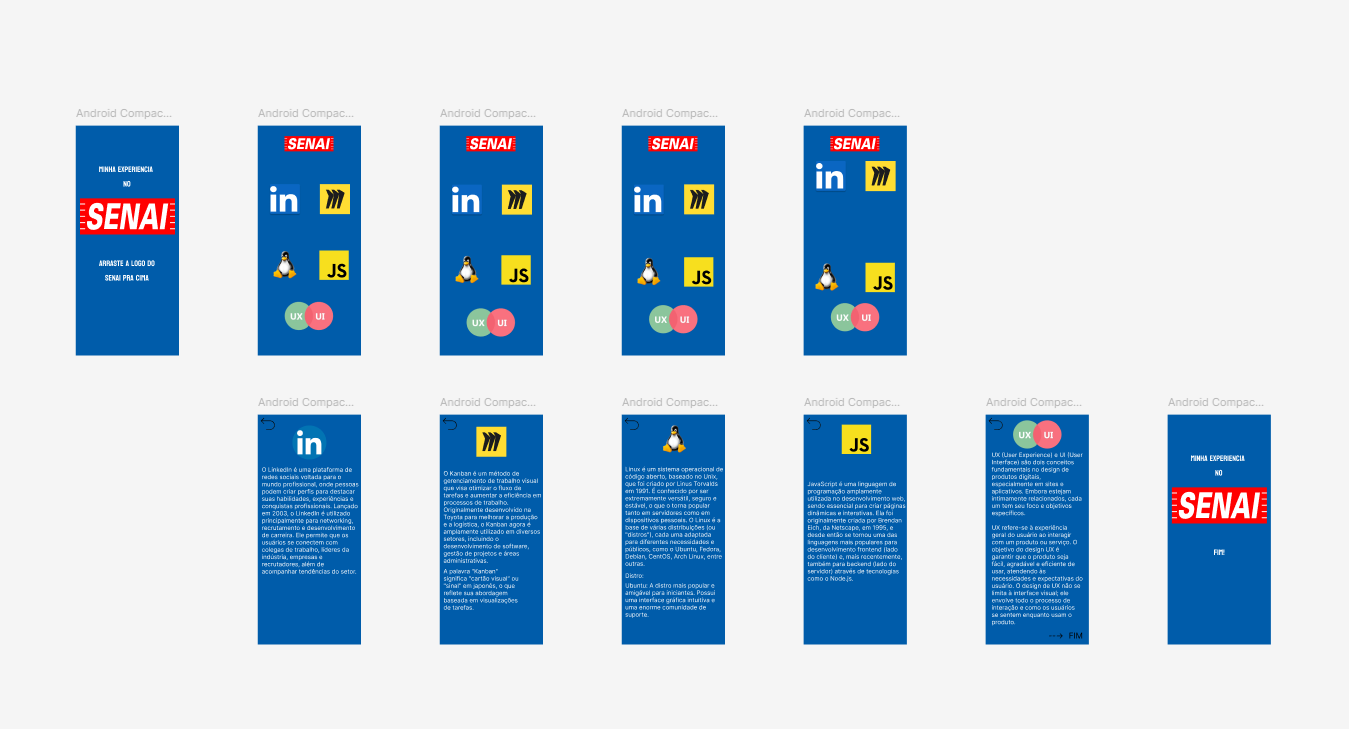 Android Compac...
MINHA EXPERIENCIA
NO
SENAI
ARRASTE A LOGO DO
SENAI PRA CIMA
Android Compac...
SENAI
in
JS
UX UI
Android Compac...
SENAI
in
JS
UX UI
Android Compac...
SENAI
in
JS
UX UI
Android Compac...
SENAI
in
JS
UX UI
Android Compac...
in
O LinkedIn é uma plataforma de
redes sociais voltada para o
mundo profissional, onde pessoas
podem criar perfis para destacar
suas habilidades, experiências e
conquistas profissionais. Lançado
em 2003, o LinkedIn é utilizado
principalmente para networking,
recrutamento e desenvolvimento
de carreira. Ele permite que os
usuários se conectem com
colegas de trabalho, líderes da
indústria, empresas e
recrutadores, além de
acompanhar tendências do setor.
Android Compac...
O Kanban é um método de
gerenciamento de trabalho visual
que visa otimizar o fluxo de
tarefas e aumentar a eficiência em
processos de trabalho.
Originalmente desenvolvido na
Toyota para melhorar a produção
e a logística, o Kanban agora é
amplamente utilizado em diversos
setores, incluindo o
desenvolvimento de software,
gestão de projetos e áreas
administrativas.
A palavra "Kanban"
significa "cartão visual" ou
"sinal" em japonês, o que
reflete sua abordagem
baseada em visualizações
de tarefas.
Android Compac...
Linux é um sistema operacional de
código aberto, baseado no Unix,
que foi criado por Linus Torvalds
em 1991. É conhecido por ser
extremamente versátil, seguro e
estável, o que o torna popular
tanto em servidores como em
dispositivos pessoais. O Linux é a
base de várias distribuições (ou
"distros"), cada uma adaptada
para diferentes necessidades e
públicos, como o Ubuntu, Fedora,
Debian, CentOS, Arch Linux, entre
outras.
Distro:
Ubuntu: A distro mais popular e
amigável para iniciantes. Possui
uma interface gráfica intuitiva e
uma enorme comunidade de
suporte.
Android Compac...
JS
JavaScript é uma linguagem de
programação amplamente
utilizada no desenvolvimento web,
sendo essencial para criar páginas
dinâmicas e interativas. Ela foi
originalmente criada por Brendan
Eich, da Netscape, em 1995, e
desde então se tornou uma das
linguagens mais populares para
desenvolvimento frontend (lado
do cliente) e, mais recentemente,
também para backend (lado do
servidor) através de tecnologias
como o Node.js.
Android Compac...
UX UI
UX (User Experience) e UI (User
Interface) são dois conceitos
fundamentais no design de
produtos digitais,
especialmente em sites e
aplicativos. Embora estejam
intimamente relacionados, cada
um tem seu foco e objetivos
específicos.
UX refere-se à experiência
geral do usuário ao interagir
com um produto ou serviço. O
objetivo do design UX é
garantir que o produto seja
fácil, agradável e eficiente de
usar, atendendo às
necessidades e expectativas do
usuário. O design de UX não se
limita à interface visual; ele
envolve todo o processo de
interação e como os usuários
se sentem enquanto usam o
produto.
--→ FIM
Android Compac...
MINHA EXPERIENCIA
NO
SENAI
FIM!